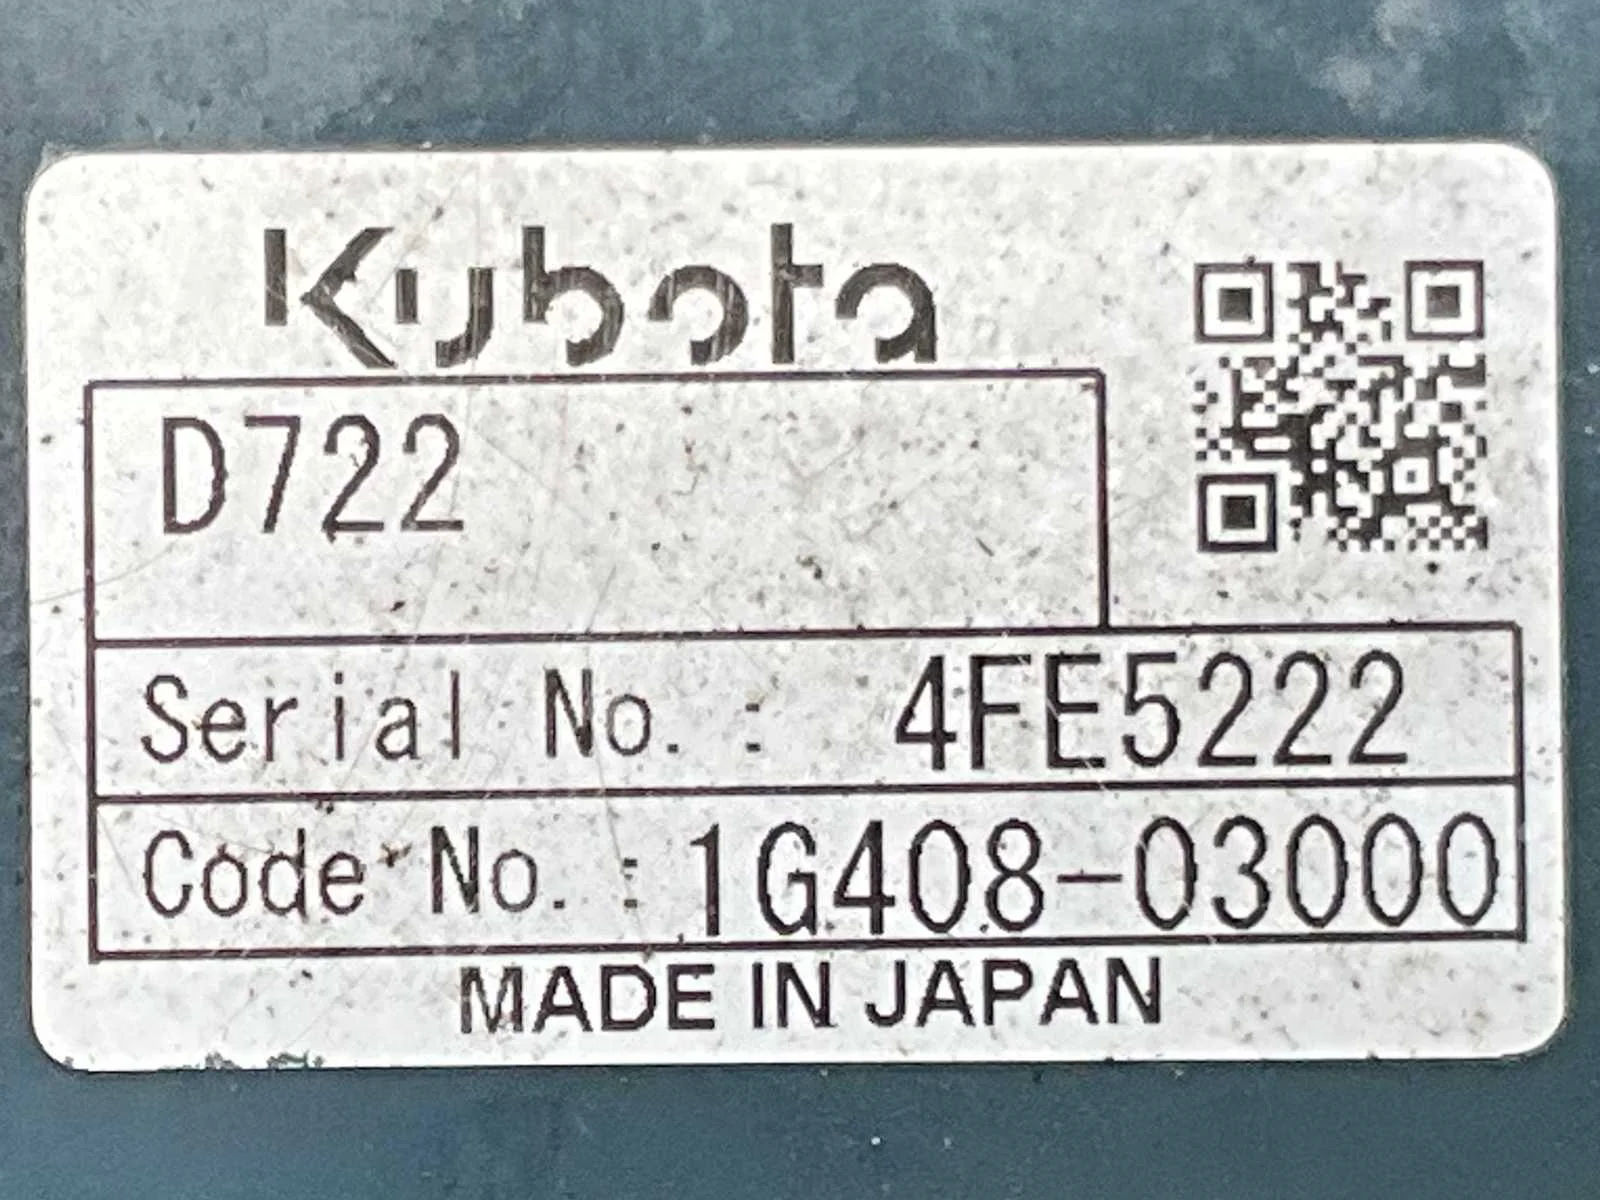 Kubota
D722
Serial No. : 4FE5222
Code No. : 1G408-03000
MADE IN JAPAN